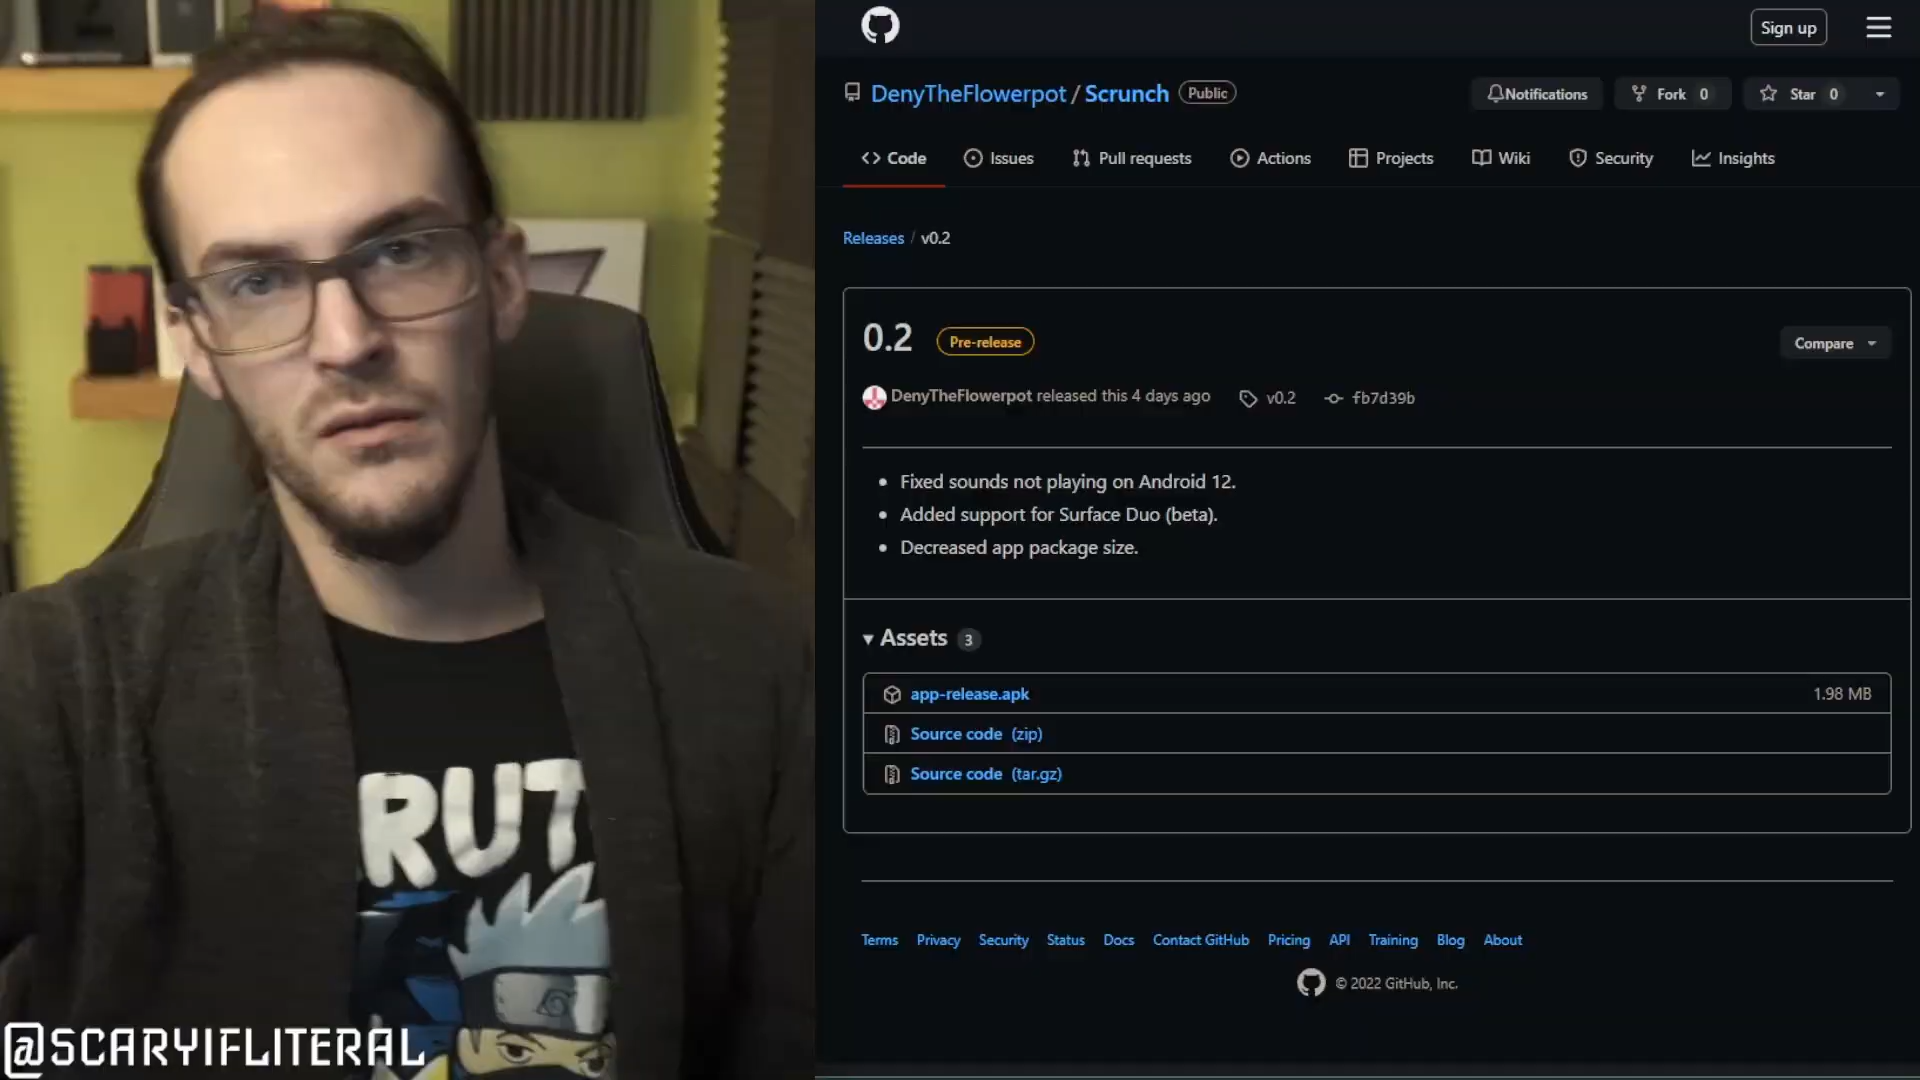 Sign up
DenyTheFlowerpot / Scrunch Public
Notifications Fork 0 Star 0
Code Issues Pull requests Actions Projects Wiki Security Insights
Releases / v0.2
0.2 Pre-release Compare
DenyTheFlowerpot released this 4 days ago v0.2 fb7d39b
Fixed sounds not playing on Android 12.
Added support for Surface Duo (beta).
Decreased app package size.
Assets 3
app-release.apk 1.98 MB
Source code (zip)
Source code (tar.gz)
Terms Privacy Security Status Docs Contact GitHub Pricing API Training Blog About
© 2022 GitHub, Inc.
RUT
@SCARYIFLITERAL